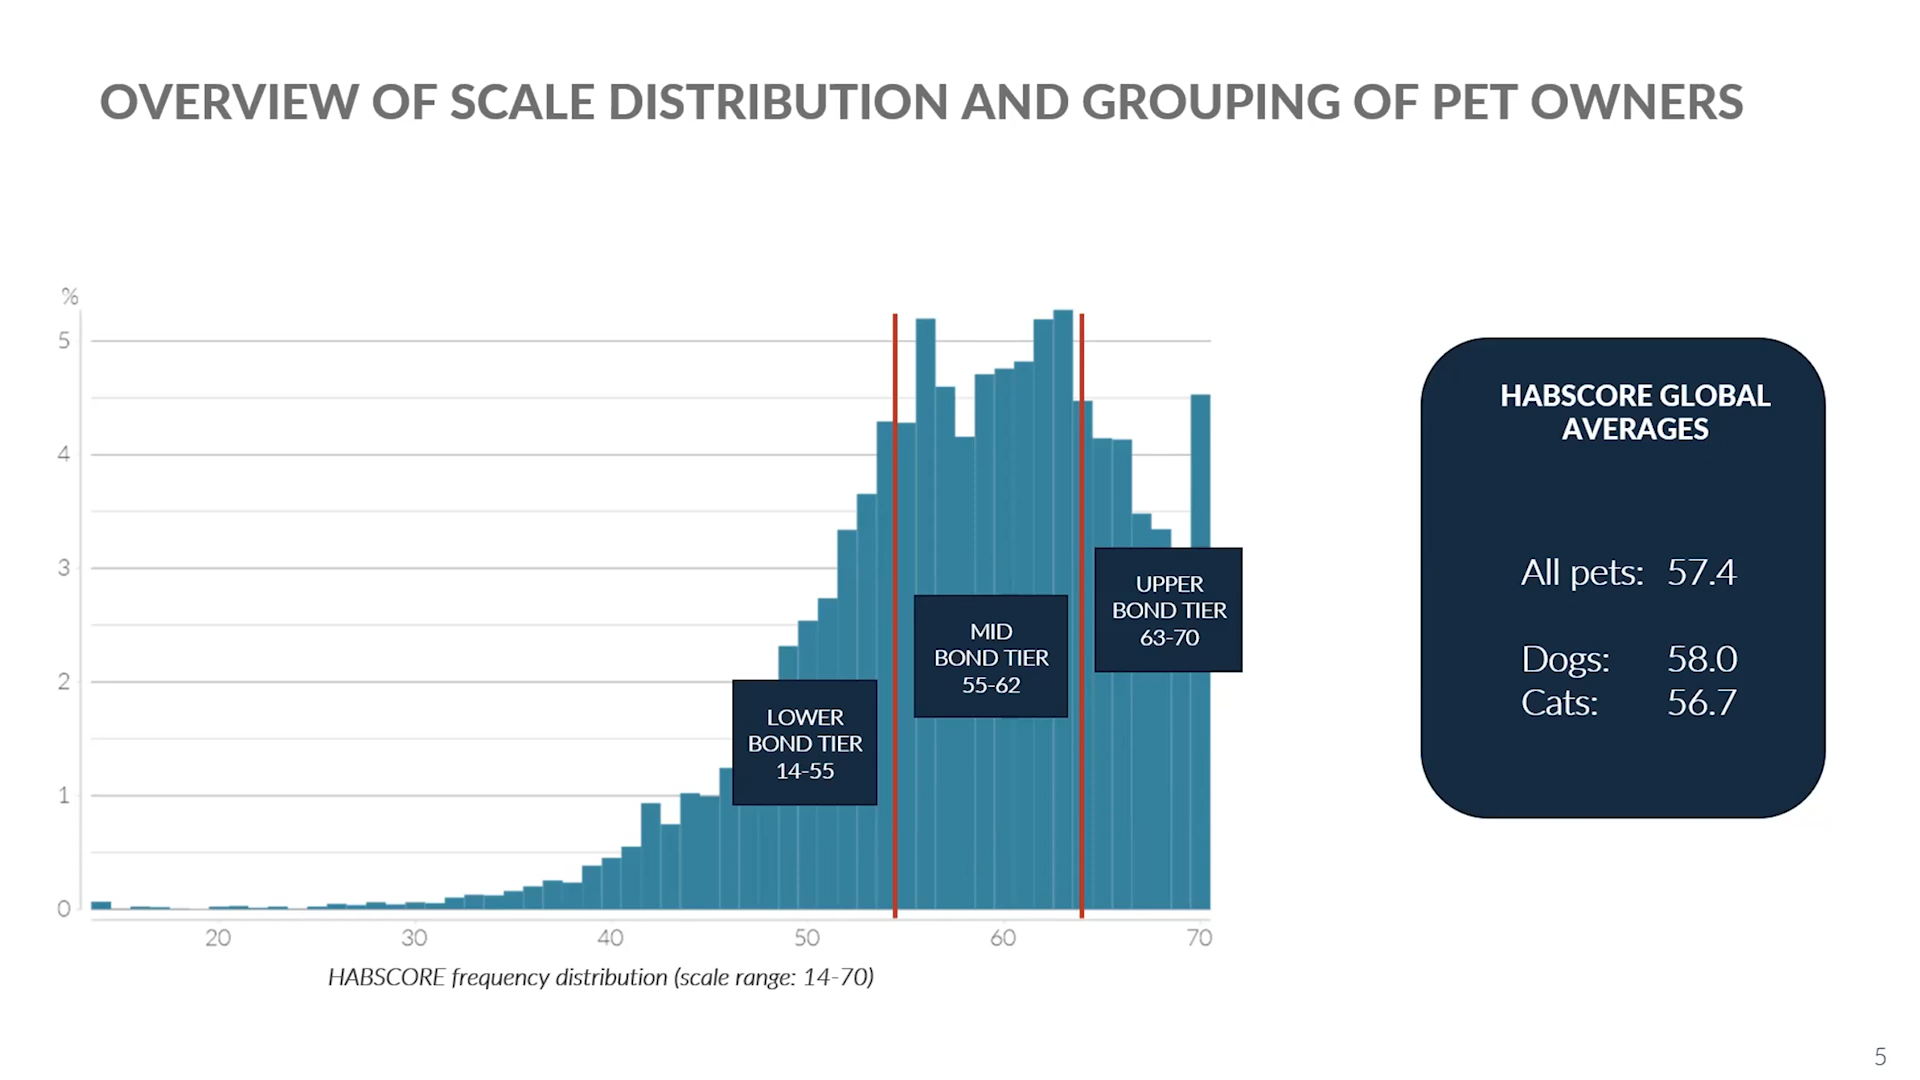 OVERVIEW OF SCALE DISTRIBUTION AND GROUPING OF PET OWNERS
%
5
4
3
2
1
0
20 30 40 50 60 70
LOWER
BOND TIER
14-55
MID
BOND TIER
55-62
UPPER
BOND TIER
63-70
HABSCORE frequency distribution (scale range: 14-70)
HABSCORE GLOBAL
AVERAGES
All pets: 57.4
Dogs: 58.0
Cats: 56.7
5